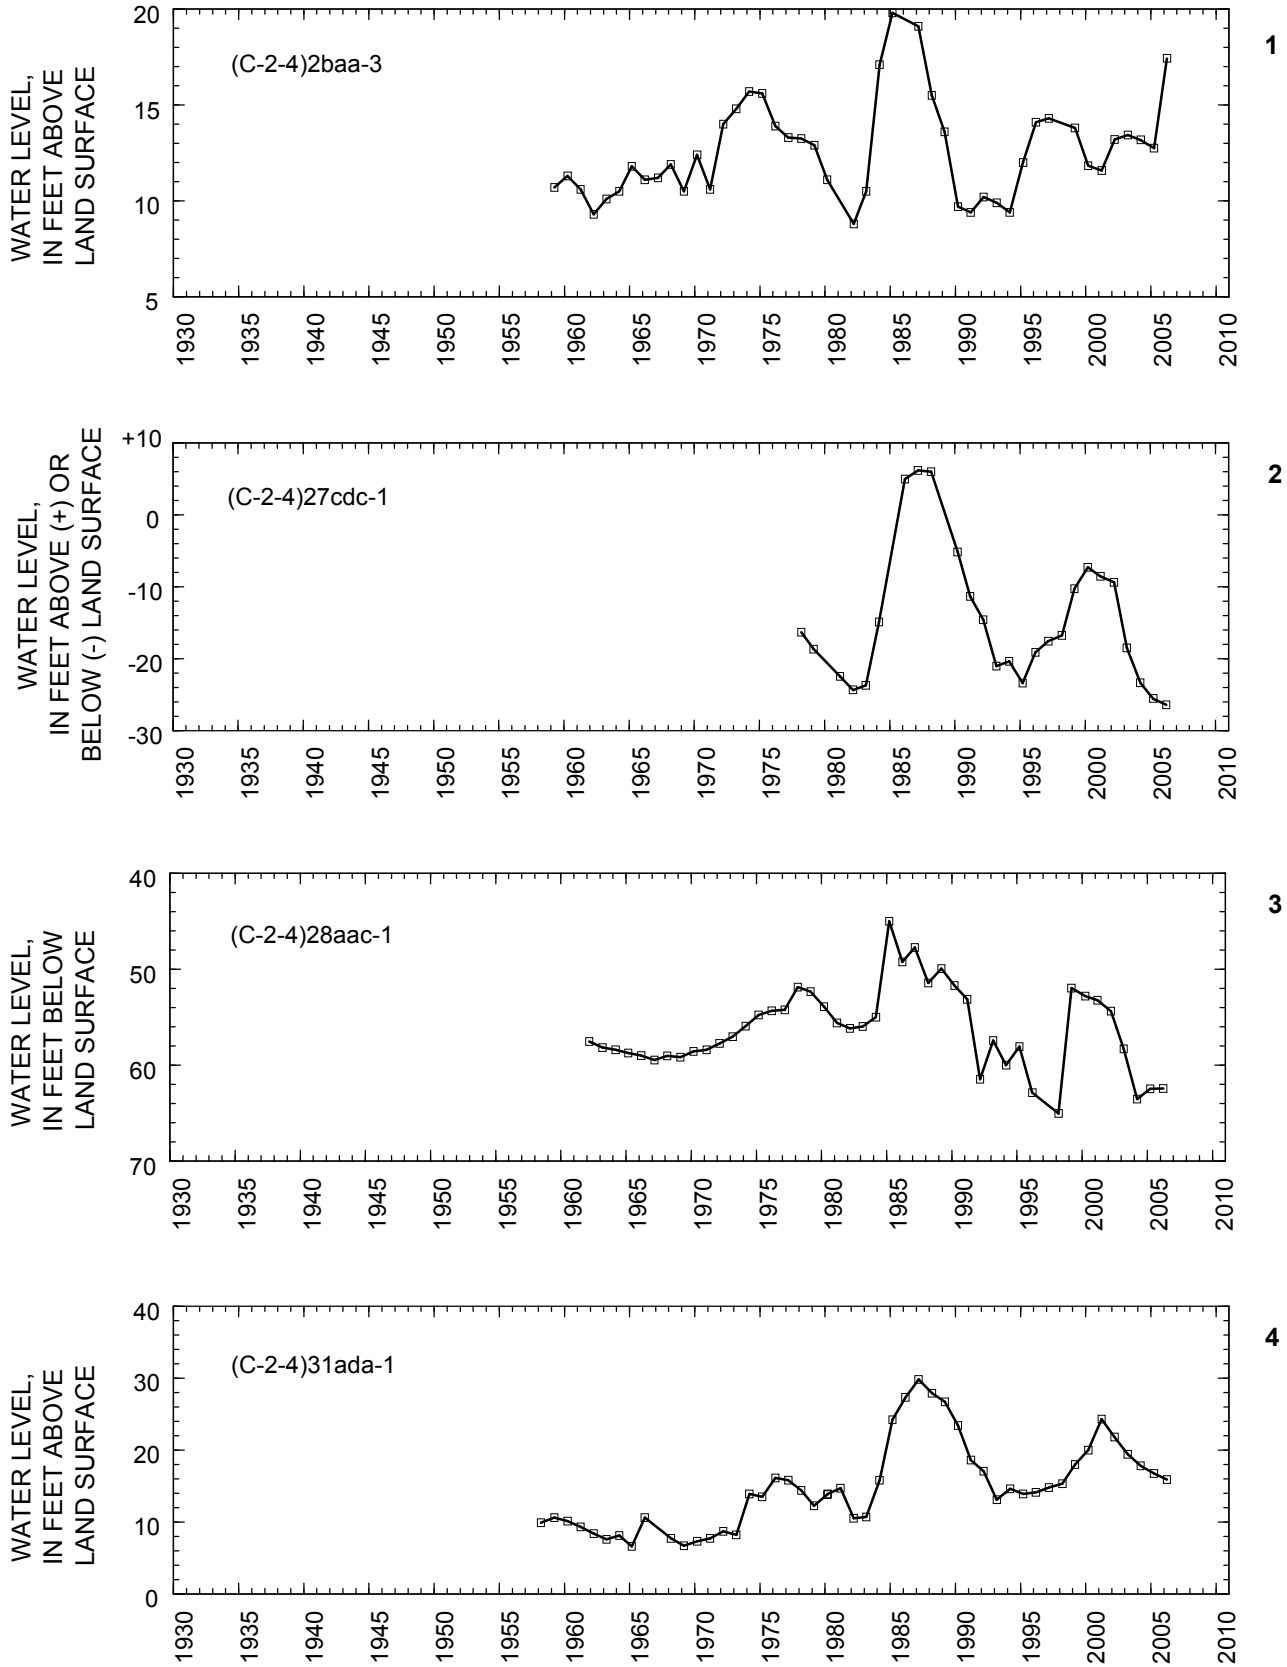 WATER LEVEL,
IN FEET ABOVE
LAND SURFACE
20
15
10
5
(C-2-4)2baa-3
1
1930 1935 1940 1945 1950 1955 1960 1965 1970 1975 1980 1985 1990 1995 2000 2005 2010
WATER LEVEL,
IN FEET ABOVE (+) OR
BELOW (-) LAND SURFACE
+10
0
-10
-20
-30
(C-2-4)27cdc-1
2
1930 1935 1940 1945 1950 1955 1960 1965 1970 1975 1980 1985 1990 1995 2000 2005 2010
WATER LEVEL,
IN FEET BELOW
LAND SURFACE
40
50
60
70
(C-2-4)28aac-1
3
1930 1935 1940 1945 1950 1955 1960 1965 1970 1975 1980 1985 1990 1995 2000 2005 2010
WATER LEVEL,
IN FEET ABOVE
LAND SURFACE
40
30
20
10
0
(C-2-4)31ada-1
4
1930 1935 1940 1945 1950 1955 1960 1965 1970 1975 1980 1985 1990 1995 2000 2005 2010